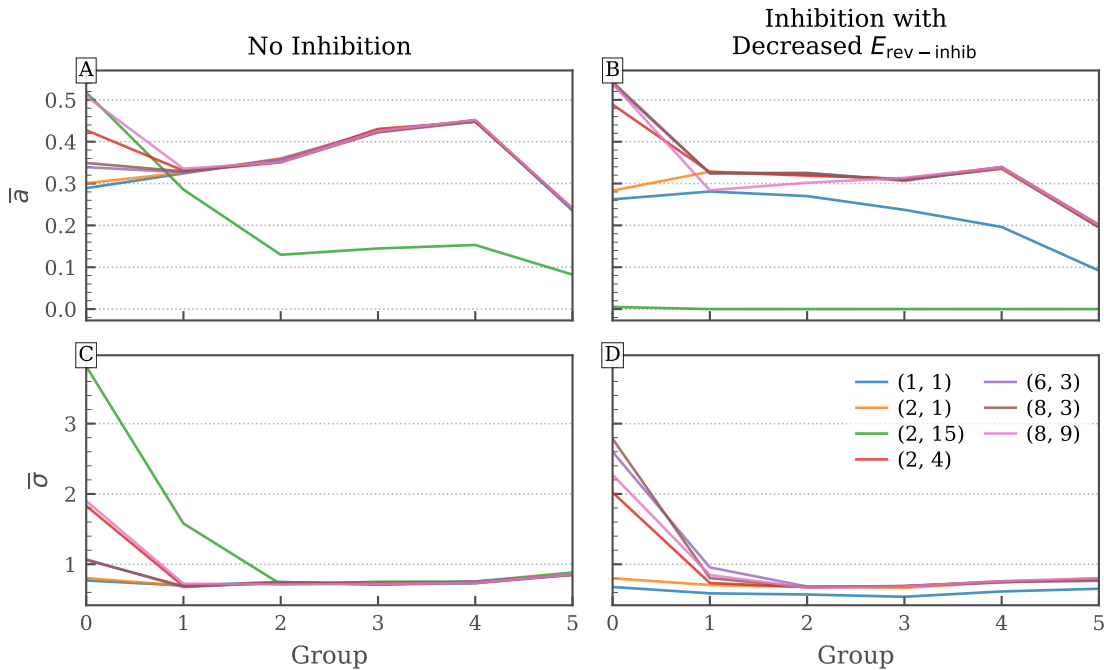 No Inhibition
Inhibition with
Decreased E_rev−inhib
A
B
a̅
0.5
0.4
0.3
0.2
0.1
0.0
C
D
σ̅
3
2
1
(1, 1)
(2, 1)
(2, 15)
(2, 4)
(6, 3)
(8, 3)
(8, 9)
0 1 2 3 4 5
0 1 2 3 4 5
Group
Group